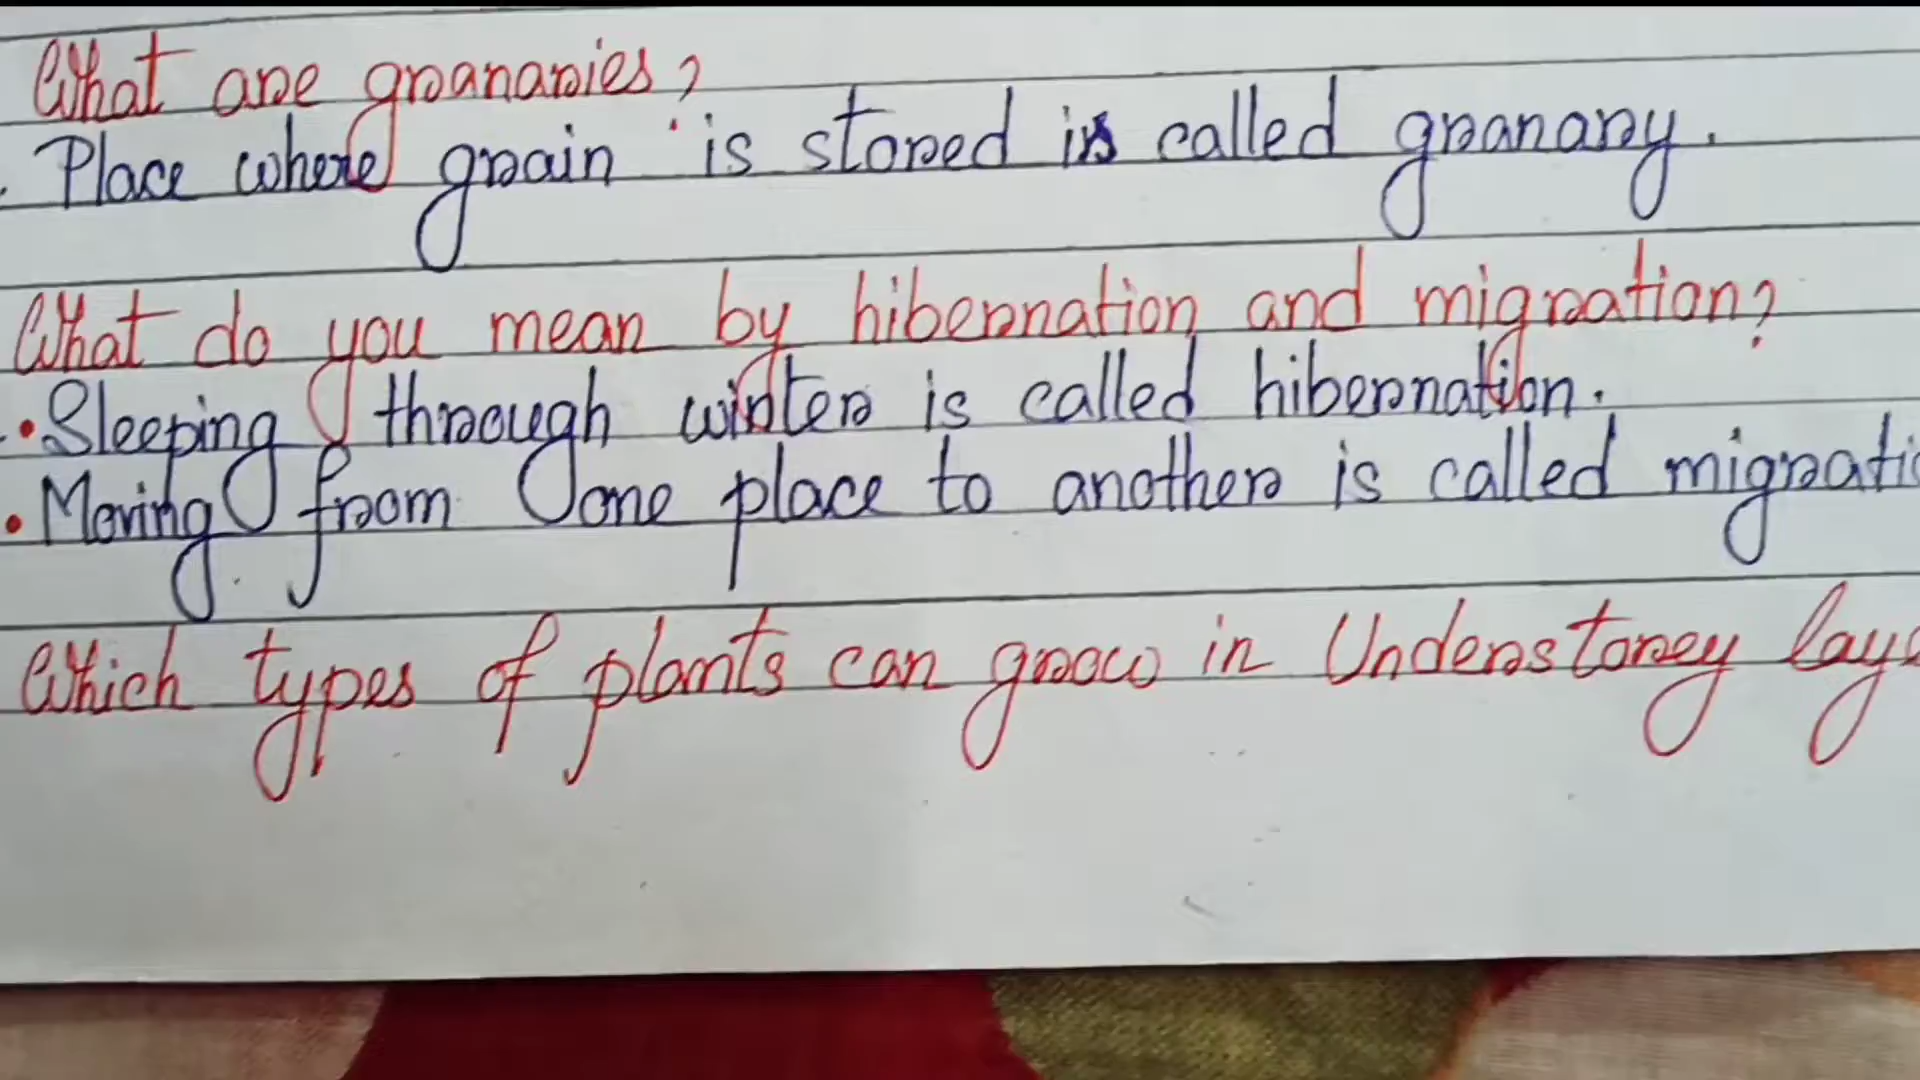 What are granaries?
Place where grain is stored is called granary.
What do you mean by hibernation and migration?
• Sleeping through winter is called hibernation.
• Moving from one place to another is called migratio
Which types of plants can grow in Understorey laye